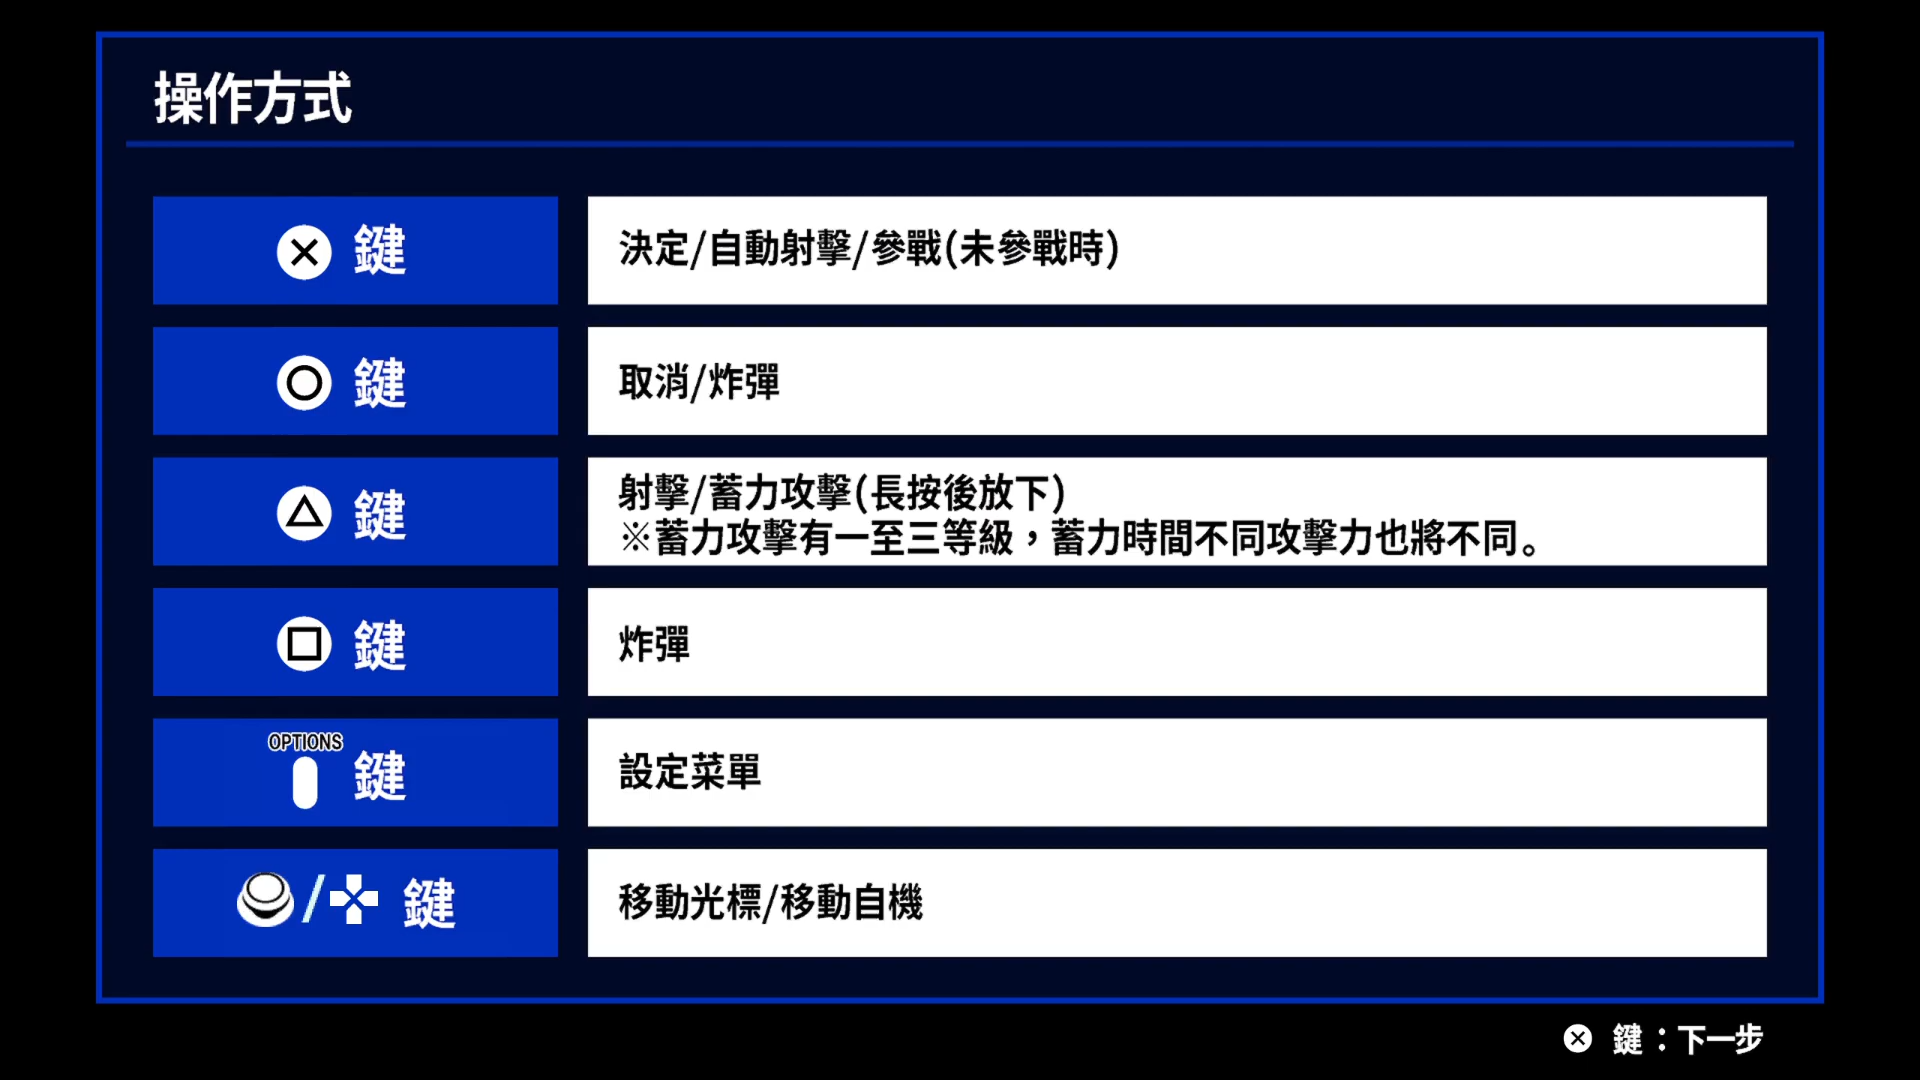 操作方式
鍵
決定/自動射擊/參戰(未參戰時)
鍵
取消/炸彈
鍵
射擊/蓄力攻擊(長按後放下)
※蓄力攻擊有一至三等級，蓄力時間不同攻擊力也將不同。
鍵
炸彈
OPTIONS
鍵
設定菜單
/ 鍵
移動光標/移動自機
鍵：下一步